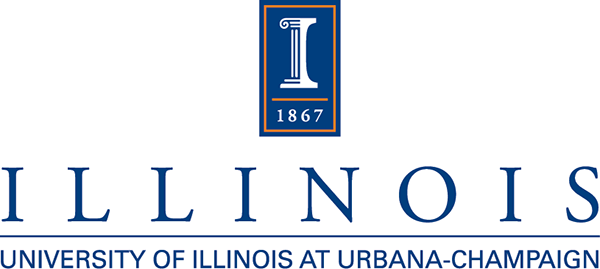 I
1867
ILLINOIS
UNIVERSITY OF ILLINOIS AT URBANA-CHAMPAIGN